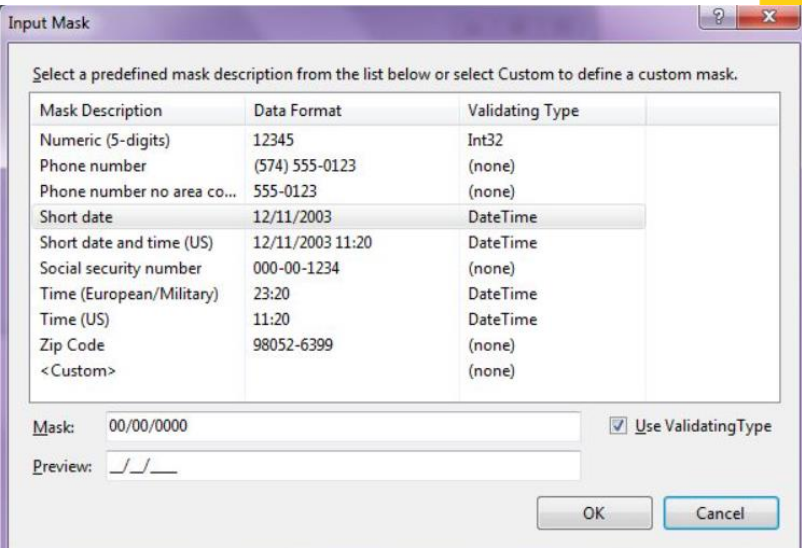 Input Mask
Select a predefined mask description from the list below or select Custom to define a custom mask.
Mask Description Data Format Validating Type
Numeric (5-digits) 12345 Int32
Phone number (574) 555-0123 (none)
Phone number no area co... 555-0123 (none)
Short date 12/11/2003 DateTime
Short date and time (US) 12/11/2003 11:20 DateTime
Social security number 000-00-1234 (none)
Time (European/Military) 23:20 DateTime
Time (US) 11:20 DateTime
Zip Code 98052-6399 (none)
<Custom> (none)
Mask: 00/00/0000 Use ValidatingType
Preview: __/__/____
OK Cancel